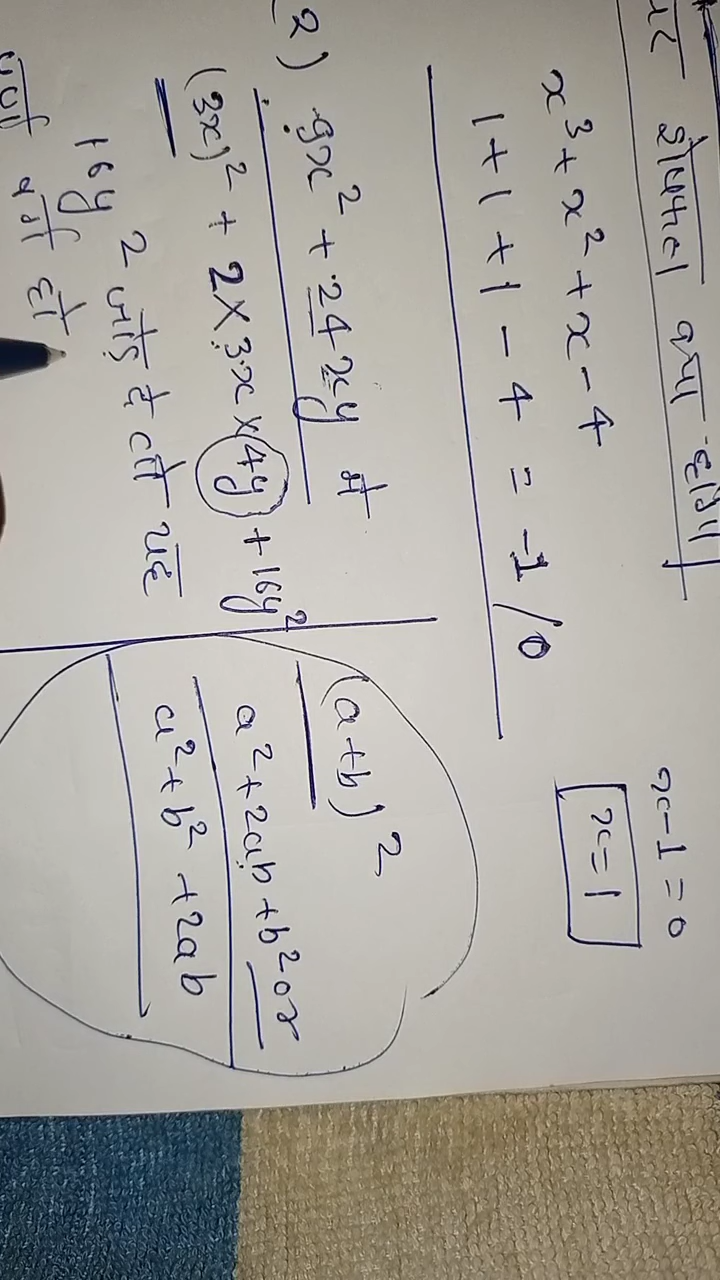 शेषफल क्या होगा
x³ + x² + x - 4
1 + 1 + 1 - 4 = -1/0
x-1 = 0
x = 1
2) 9x² + 24xy में
(3x)² + 2 × 3x × 4y + 16y²
16y² जोड़ दें तो यह
पूर्ण वर्ग हो
(a+b)²
a² + 2ab + b² or
a² + b² + 2ab